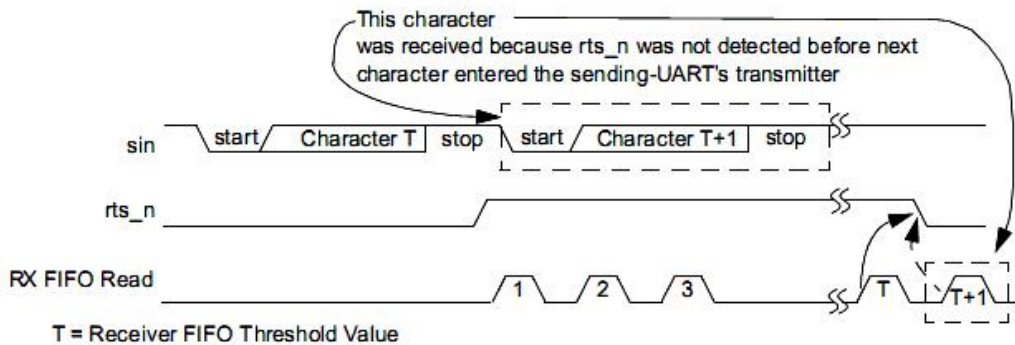 This character
was received because rts_n was not detected before next
character entered the sending-UART's transmitter
sin
start
Character T
stop
start
Character T+1
stop
rts_n
RX FIFO Read
1
2
3
T
T+1
T = Receiver FIFO Threshold Value